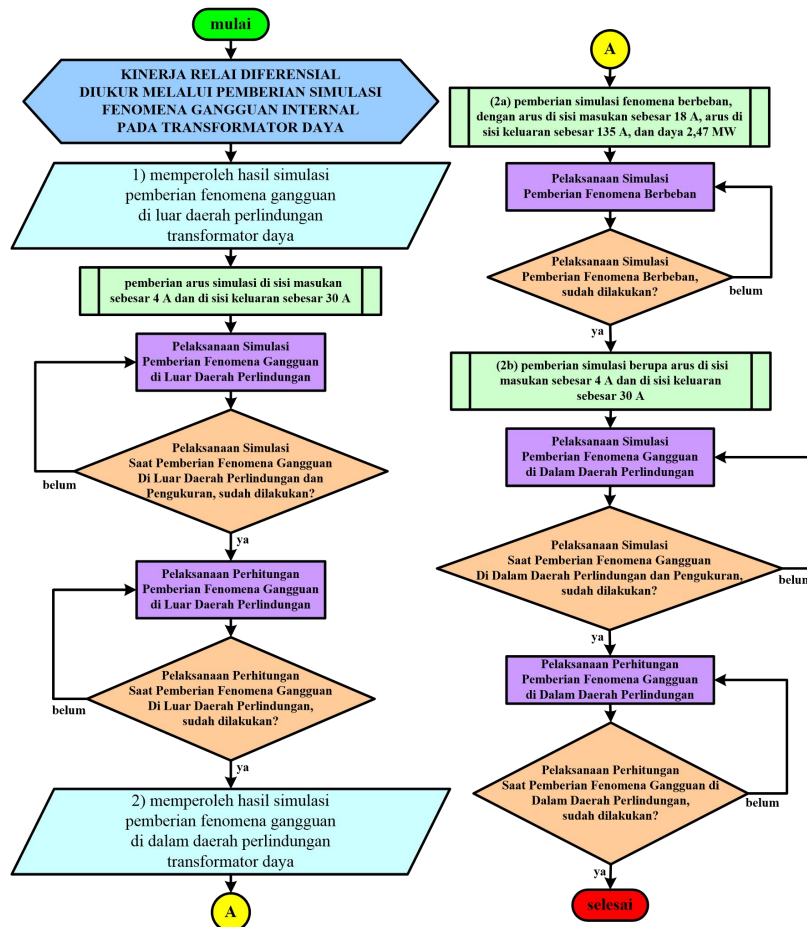 mulai
KINERJA RELAI DIFERENSIAL
DIUKUR MELALUI PEMBERIAN SIMULASI
FENOMENA GANGGUAN INTERNAL
PADA TRANSFORMATOR DAYA
1) memperoleh hasil simulasi
pemberian fenomena gangguan
di luar daerah perlindungan
transformator daya
pemberian arus simulasi di sisi masukan
sebesar 4 A dan di sisi keluaran sebesar 30 A
Pelaksanaan Simulasi
Pemberian Fenomena Gangguan
di Luar Daerah Perlindungan
Pelaksanaan Simulasi
Saat Pemberian Fenomena Gangguan
Di Luar Daerah Perlindungan dan
Pengukuran, sudah dilakukan?
belum
ya
Pelaksanaan Perhitungan
Pemberian Fenomena Gangguan
di Luar Daerah Perlindungan
Pelaksanaan Perhitungan
Saat Pemberian Fenomena Gangguan
Di Luar Daerah Perlindungan,
sudah dilakukan?
belum
ya
2) memperoleh hasil simulasi
pemberian fenomena gangguan
di dalam daerah perlindungan
transformator daya
A
A
(2a) pemberian simulasi fenomena berbeban,
dengan arus di sisi masukan sebesar 18 A, arus di
sisi keluaran sebesar 135 A, dan daya 2,47 MW
Pelaksanaan Simulasi
Pemberian Fenomena Berbeban
Pelaksanaan Simulasi
Pemberian Fenomena Berbeban,
sudah dilakukan?
belum
ya
(2b) pemberian simulasi berupa arus di sisi
masukan sebesar 4 A dan di sisi keluaran
sebesar 30 A
Pelaksanaan Simulasi
Pemberian Fenomena Gangguan
di Dalam Daerah Perlindungan
Pelaksanaan Simulasi
Saat Pemberian Fenomena Gangguan
Di Dalam Daerah Perlindungan dan Pengukuran,
sudah dilakukan?
belum
ya
Pelaksanaan Perhitungan
Pemberian Fenomena Gangguan
di Dalam Daerah Perlindungan
Pelaksanaan Perhitungan
Saat Pemberian Fenomena Gangguan di
Dalam Daerah Perlindungan,
sudah dilakukan?
belum
ya
selesai